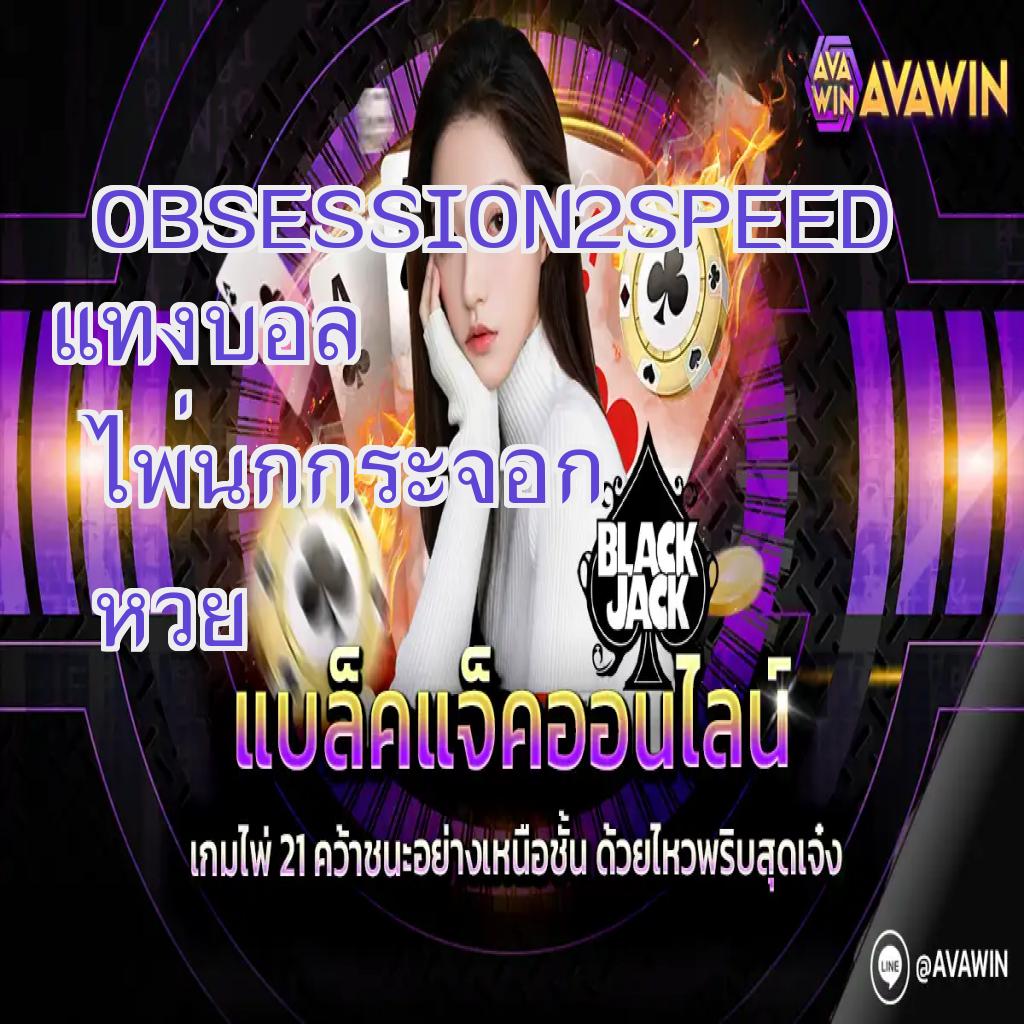 AVA
WIN
AVAWIN
OBSESSION2SPEED
แทงบอล
ไพ่นกกระจอก
หวย
BLACK
JACK
แบล็คแจ็คออนไลน์
เกมไพ่ 21 คว้าชนะอย่างเหนือชั้น ด้วยไหวพริบสุดเจ๋ง
LINE
@AVAWIN